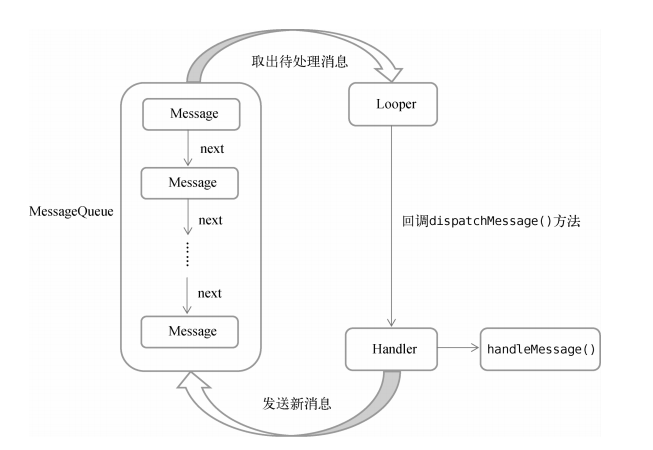 取出待处理消息
Message
Looper
next
Message
MessageQueue
next
回调dispatchMessage()方法
next
Message
Handler
handleMessage()
发送新消息